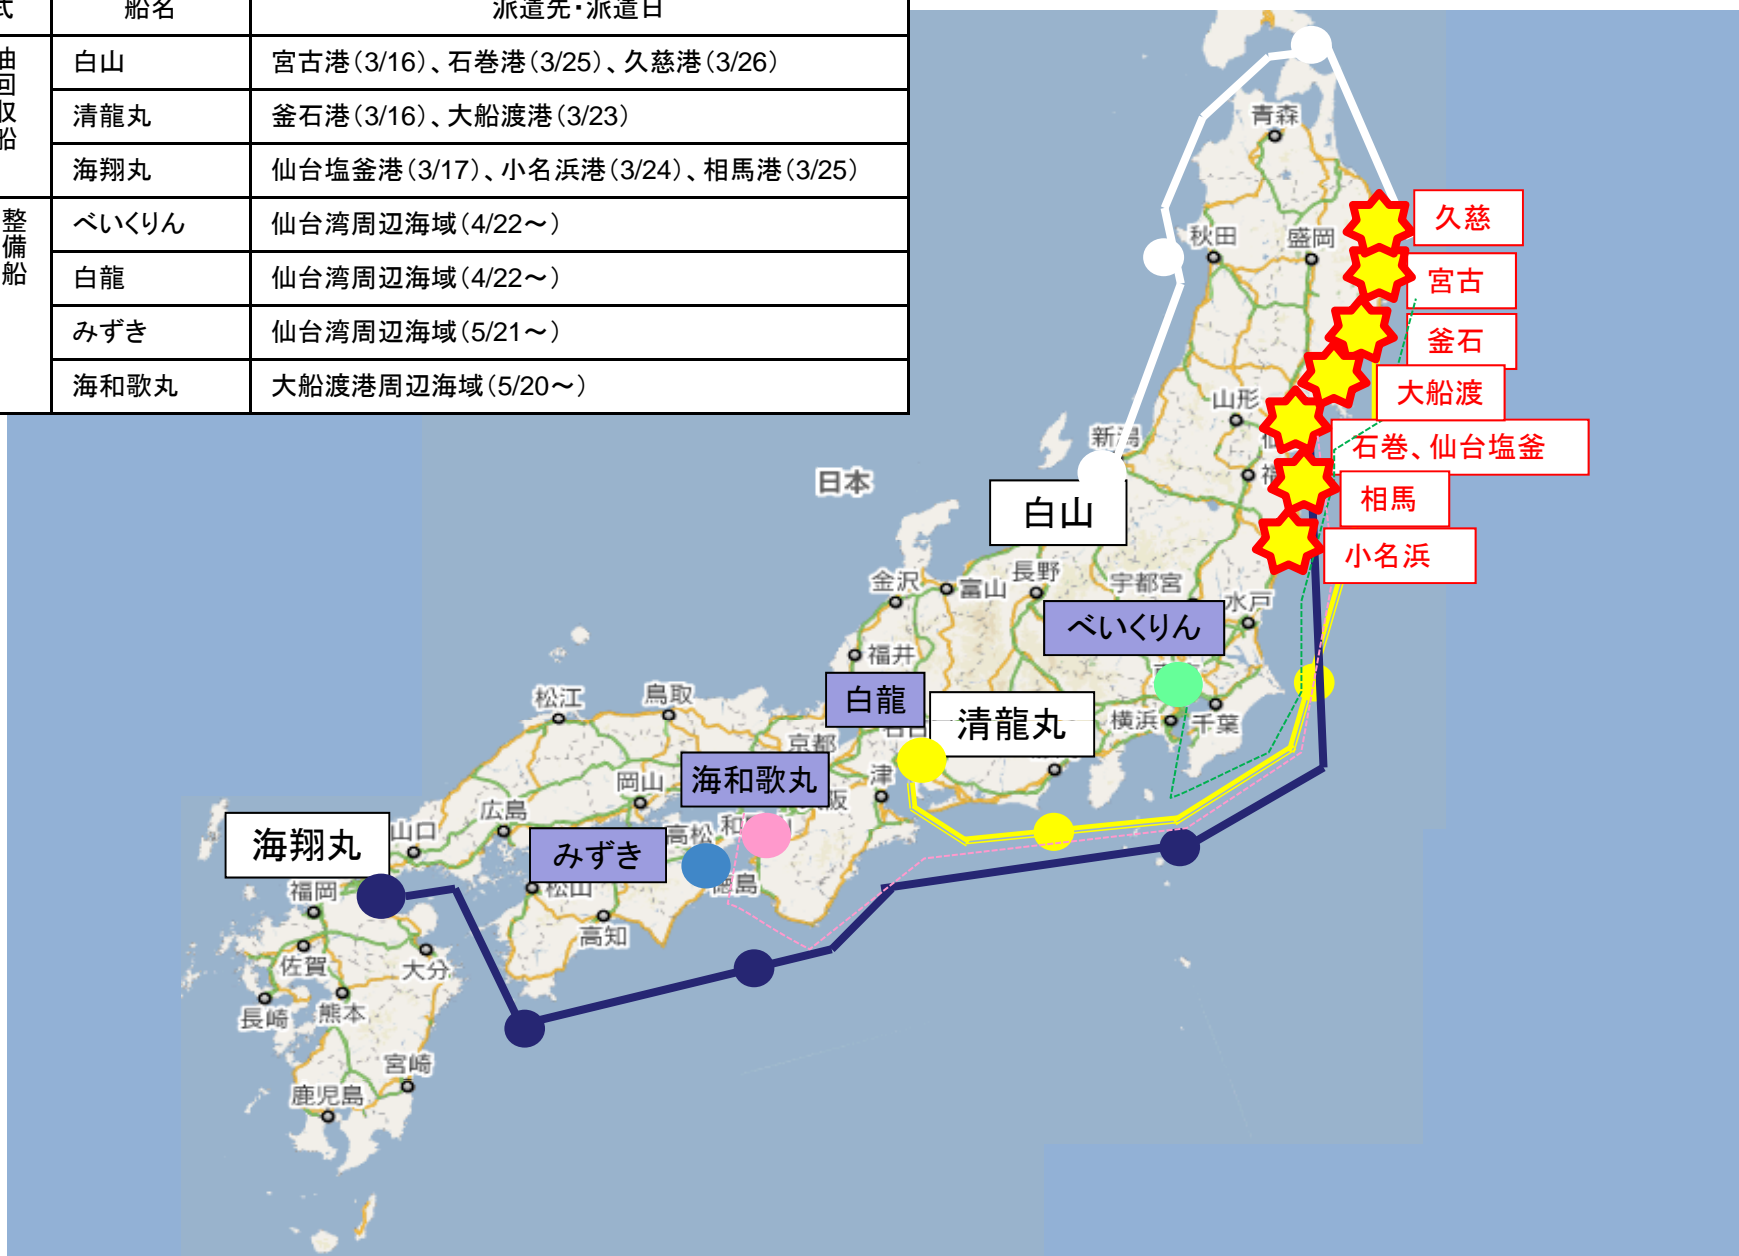 式 船名 派遣先・派遣日
油回収船
白山 宮古港（3/16）、石巻港（3/25）、久慈港（3/26）
清龍丸 釜石港（3/16）、大船渡港（3/23）
海翔丸 仙台塩釜港（3/17）、小名浜港（3/24）、相馬港（3/25）
整備船
べいくりん 仙台湾周辺海域（4/22～）
白龍 仙台湾周辺海域（4/22～）
みずき 仙台湾周辺海域（5/21～）
海和歌丸 大船渡港周辺海域（5/20～）
青森
久慈
秋田
盛岡
宮古
釜石
大船渡
山形
新潟
石巻、仙台塩釜
日本
相馬
白山
小名浜
金沢
富山
長野
宇都宮
水戸
べいくりん
福井
白龍
清龍丸
松江
鳥取
横浜
千葉
京都
海和歌丸
岡山
津
阪
広島
海翔丸
山口
高松
和
みずき
徳島
福岡
松山
高知
佐賀
大分
長崎
熊本
宮崎
鹿児島